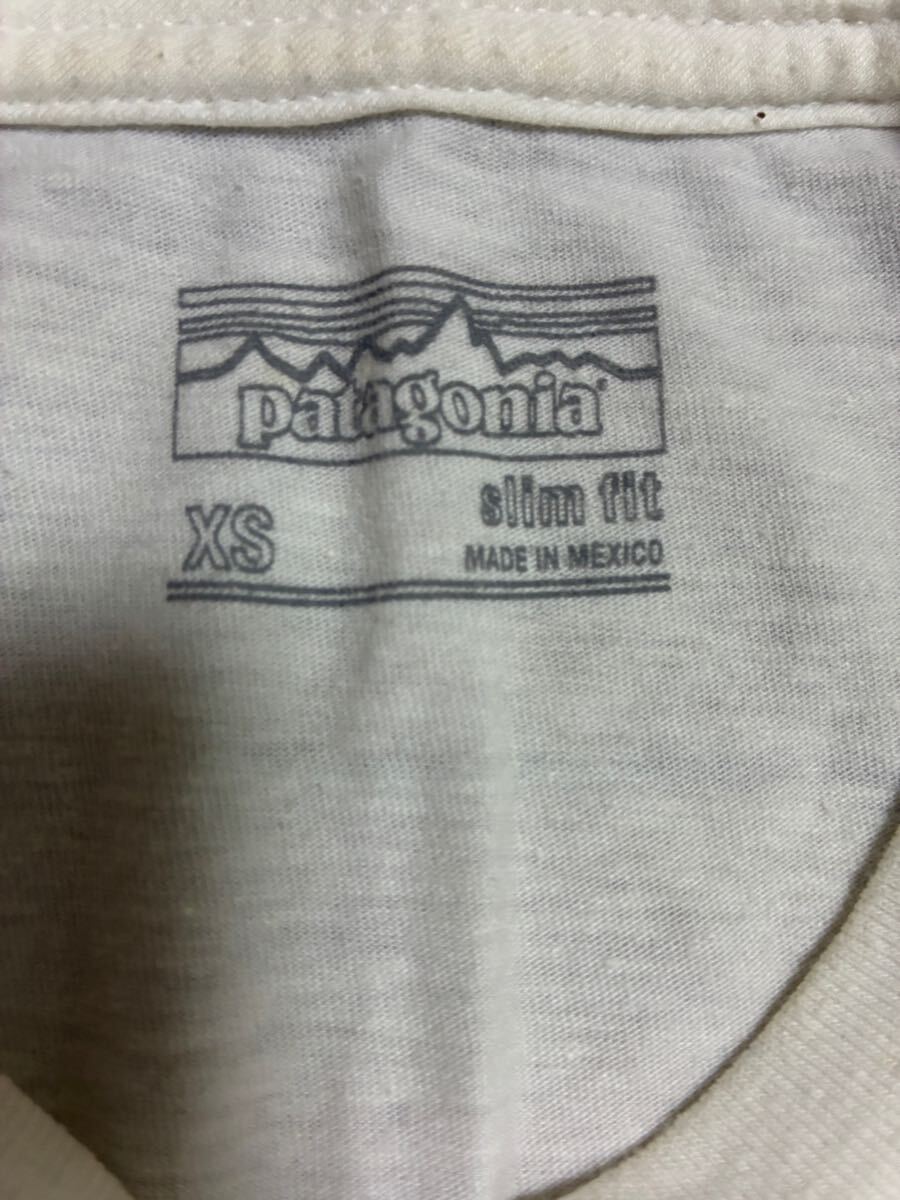 patagonia®
XS
slim fit
MADE IN MEXICO